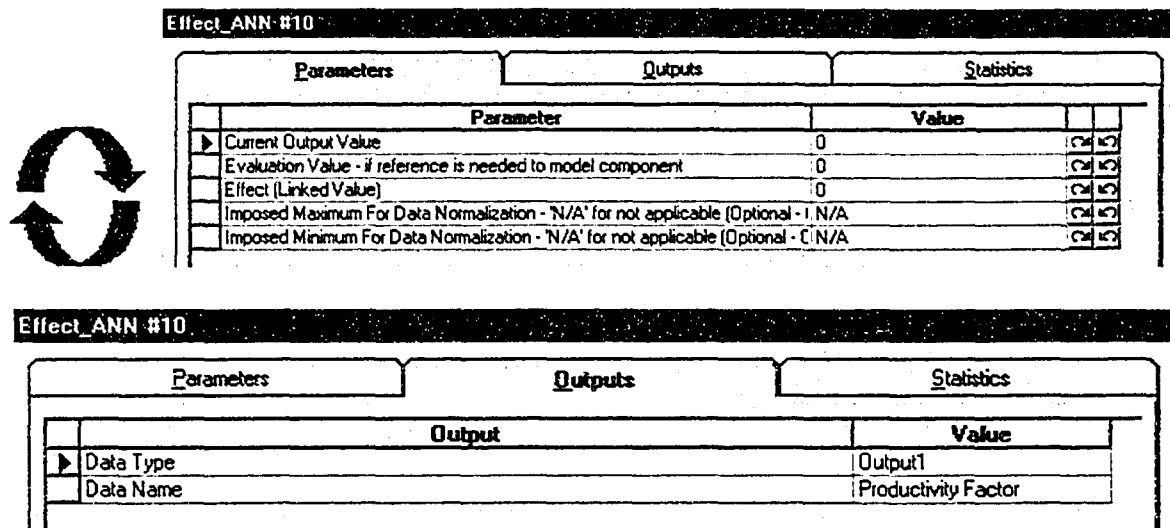 Effect_ANN #10
Parameters Outputs Statistics
Parameter Value
Current Output Value 0
Evaluation Value - if reference is needed to model component 0
Effect (Linked Value) 0
Imposed Maximum For Data Normalization - 'N/A' for not applicable (Optional - N/A
Imposed Minimum For Data Normalization - 'N/A' for not applicable (Optional - N/A
Effect_ANN #10
Parameters Outputs Statistics
Output Value
Data Type Output1
Data Name Productivity Factor